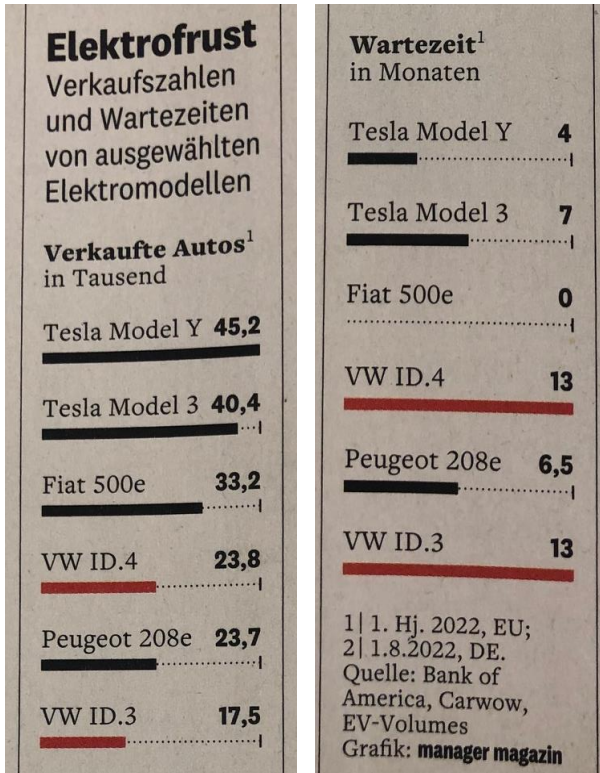 Elektrofrust
Verkaufszahlen
und Wartezeiten
von ausgewählten
Elektromodellen
Verkaufte Autos¹
in Tausend
Tesla Model Y 45,2
Tesla Model 3 40,4
Fiat 500e 33,2
VW ID.4 23,8
Peugeot 208e 23,7
VW ID.3 17,5
Wartezeit¹
in Monaten
Tesla Model Y 4
Tesla Model 3 7
Fiat 500e 0
VW ID.4 13
Peugeot 208e 6,5
VW ID.3 13
1| 1. Hj. 2022, EU;
2| 1.8.2022, DE.
Quelle: Bank of
America, Carwow,
EV-Volumes
Grafik: manager magazin